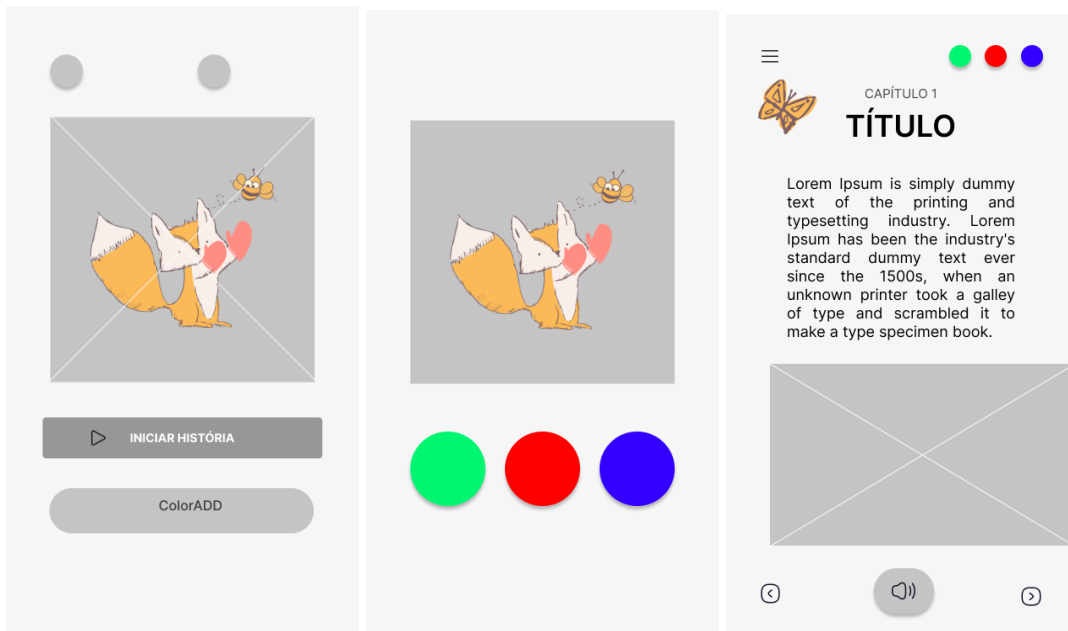 INICIAR HISTÓRIA
ColorADD
CAPÍTULO 1
TÍTULO
Lorem Ipsum is simply dummy
text of the printing and
typesetting industry. Lorem
Ipsum has been the industry's
standard dummy text ever
since the 1500s, when an
unknown printer took a galley
of type and scrambled it to
make a type specimen book.